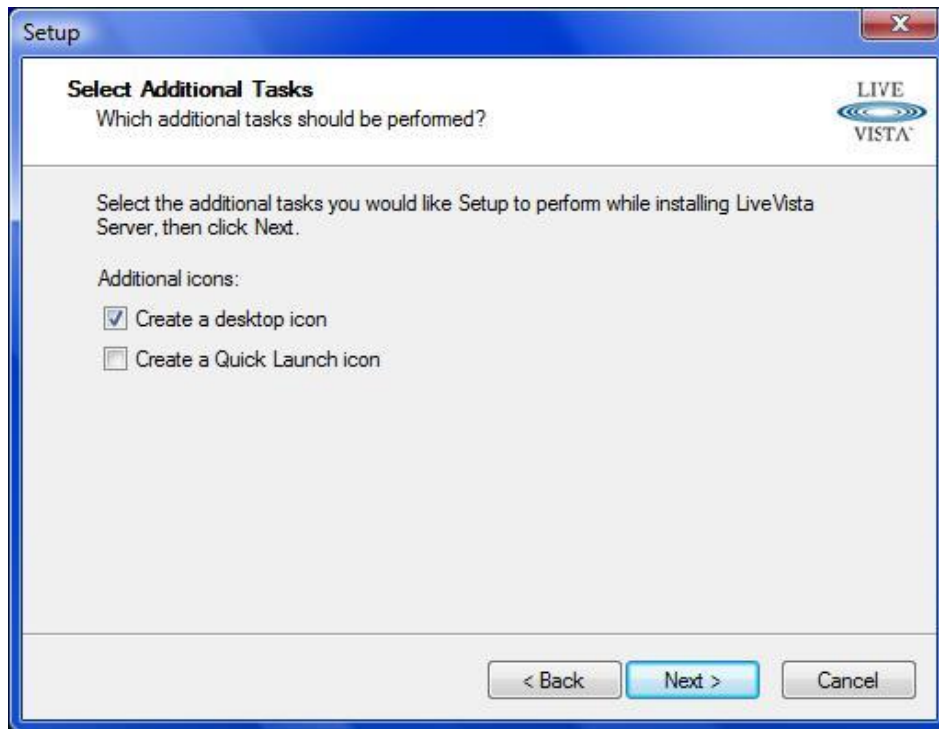 Setup
Select Additional Tasks
Which additional tasks should be performed?
LIVE
VISTA
Select the additional tasks you would like Setup to perform while installing LiveVista
Server, then click Next.
Additional icons:
Create a desktop icon
Create a Quick Launch icon
< Back
Next >
Cancel